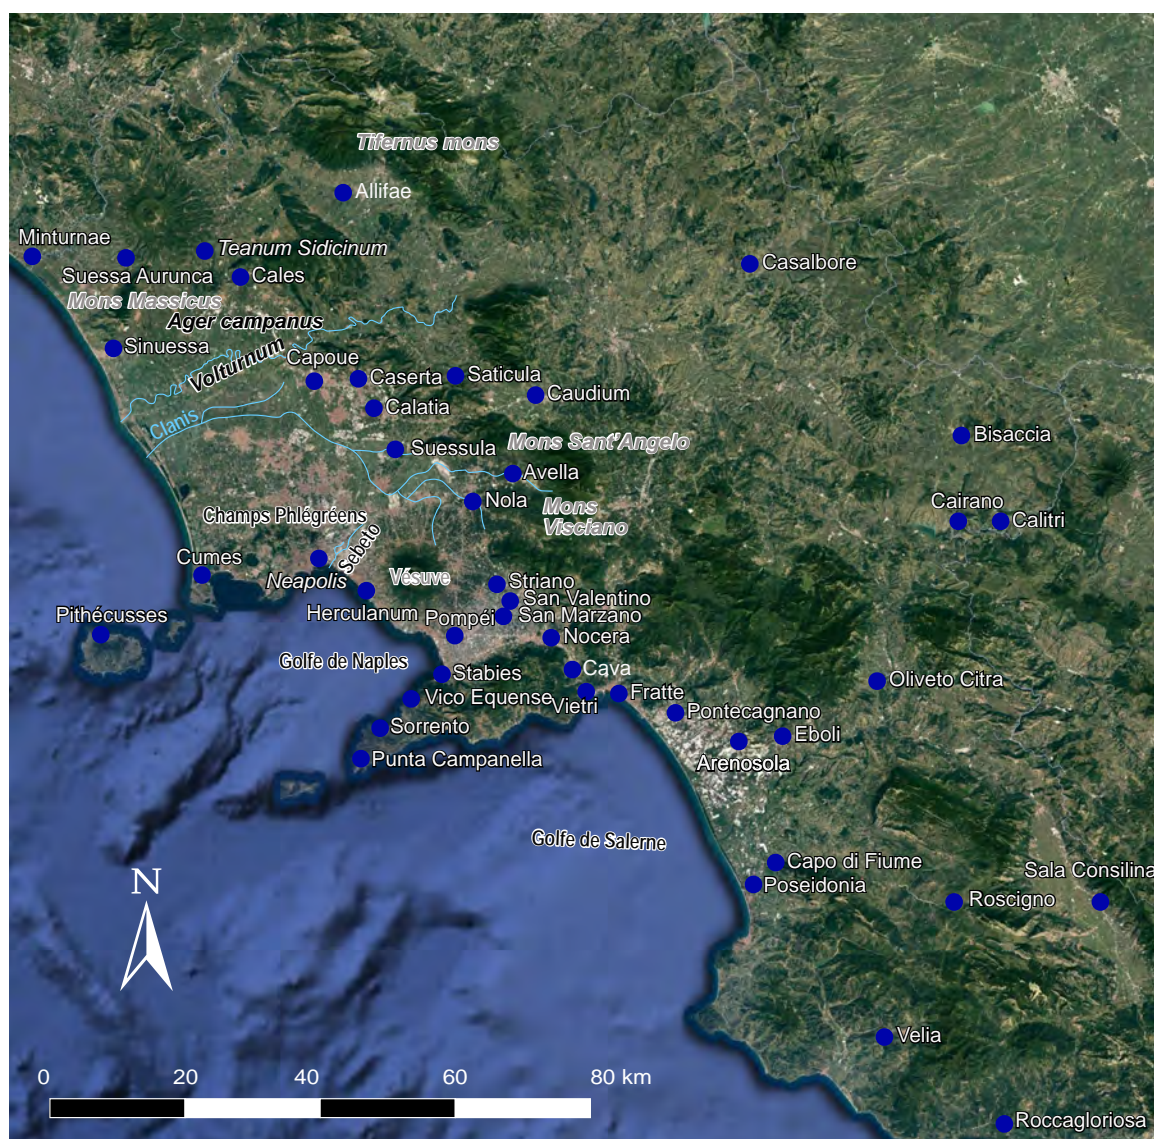 Tifernus mons
Allifae
Minturnae
Teanum Sidicinum
Suessa Aurunca
Cales
Casalbore
Mons Massicus
Ager campanus
Sinuessa
Volturnum
Capoue
Caserta
Saticula
Caudium
Calatia
Clanis
Suessula
Mons Sant'Angelo
Bisaccia
Avella
Nola
Mons
Visciano
Cairano
Calitri
Champs Phlégréens
Sebeto
Cumes
Neapolis
Vésuve
Striano
San Valentino
Herculanum
Pompéi
San Marzano
Pithécusses
Nocera
Golfe de Naples
Stabies
Cava
Oliveto Citra
Vico Equense
Vietri
Fratte
Pontecagnano
Sorrento
Eboli
Arenosola
Punta Campanella
Golfe de Salerne
Capo di Fiume
Sala Consilina
Poseidonia
Roscigno
N
Velia
0 20 40 60 80 km
Roccagloriosa